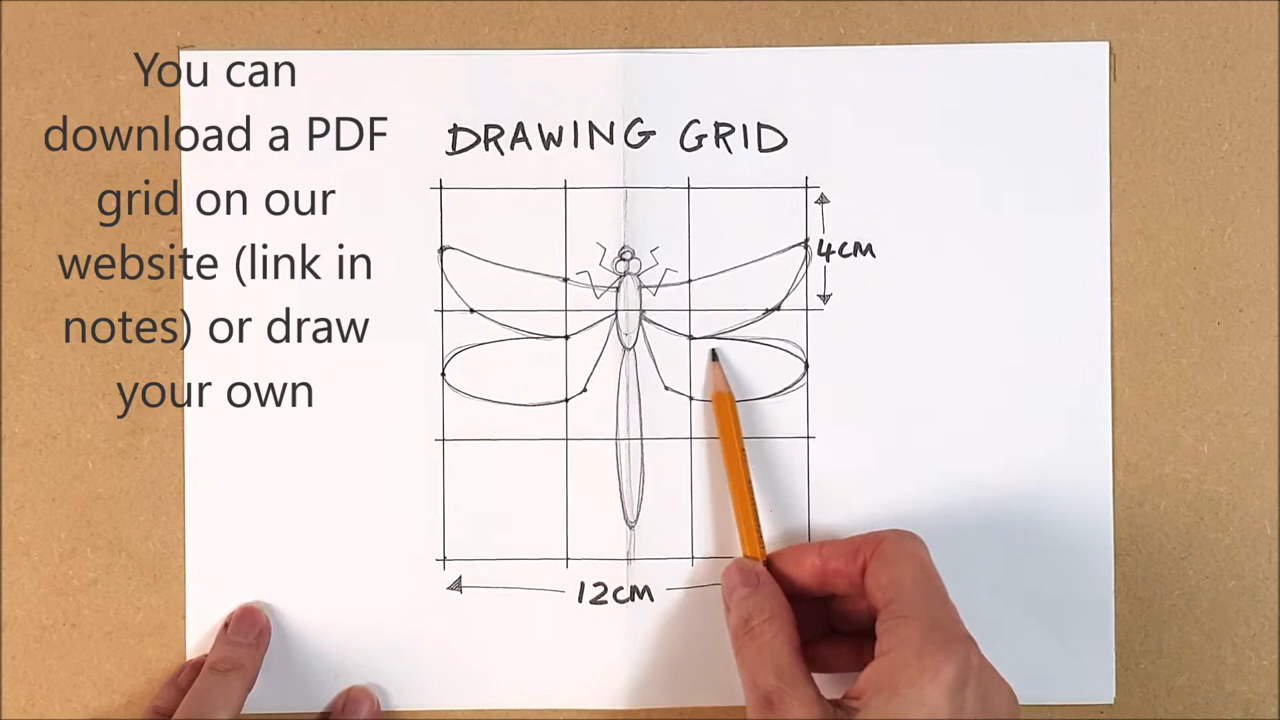 You can
download a PDF
grid on our
website (link in
notes) or draw
your own
DRAWING GRID
4CM
12CM